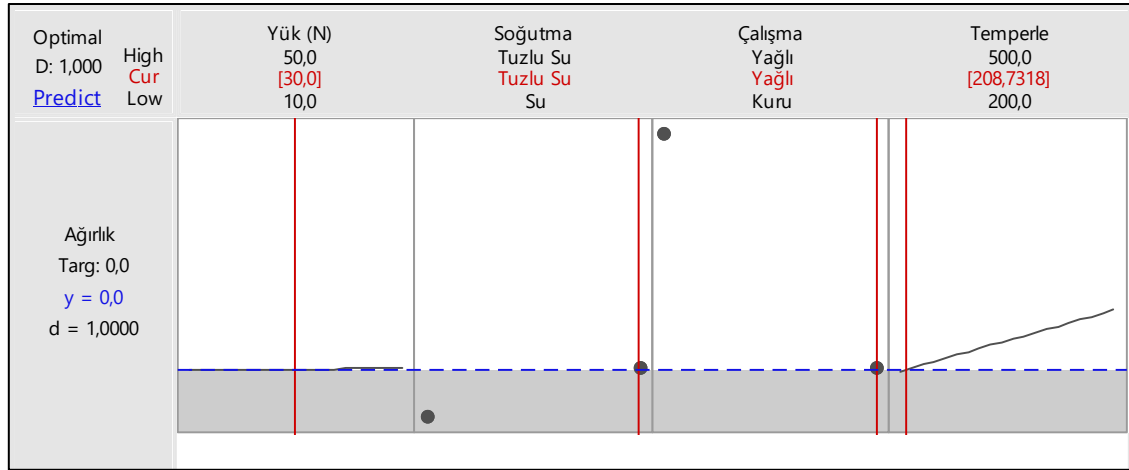 Optimal
D: 1,000
Predict
High
Cur
Low
Yük (N)
50,0
[30,0]
10,0
Soğutma
Tuzlu Su
Tuzlu Su
Su
Çalışma
Yağlı
Yağlı
Kuru
Temperle
500,0
[208,7318]
200,0
Ağırlık
Targ: 0,0
y = 0,0
d = 1,0000